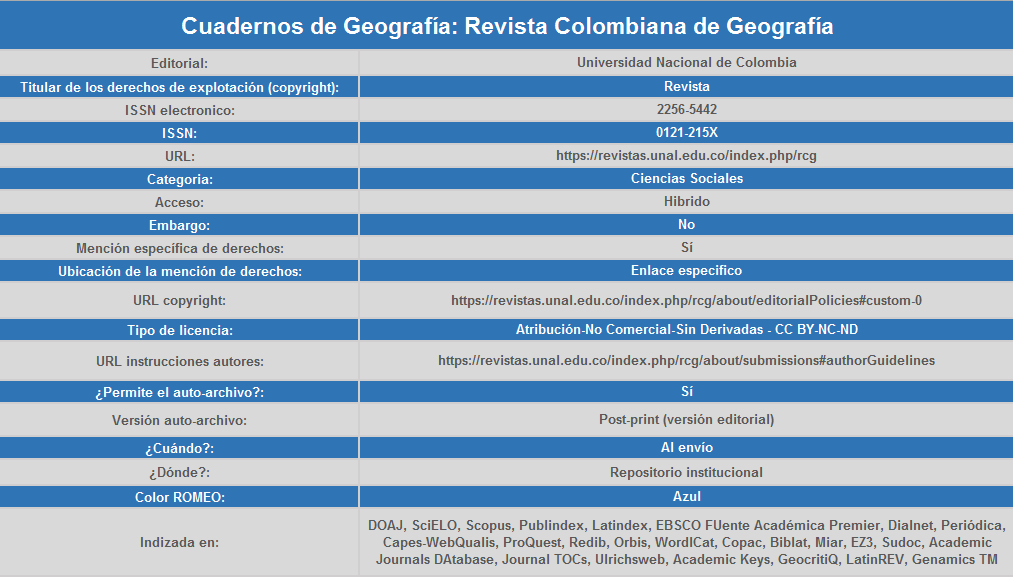 Cuadernos de Geografía: Revista Colombiana de Geografía
Editorial: Universidad Nacional de Colombia
Titular de los derechos de explotación (copyright): Revista
ISSN electronico: 2256-5442
ISSN: 0121-215X
URL: https://revistas.unal.edu.co/index.php/rcg
Categoria: Ciencias Sociales
Acceso: Hibrido
Embargo: No
Mención específica de derechos: Sí
Ubicación de la mención de derechos: Enlace especifico
URL copyright: https://revistas.unal.edu.co/index.php/rcg/about/editorialPolicies#custom-0
Tipo de licencia: Atribución-No Comercial-Sin Derivadas - CC BY-NC-ND
URL instrucciones autores: https://revistas.unal.edu.co/index.php/rcg/about/submissions#authorGuidelines
¿Permite el auto-archivo?: Sí
Versión auto-archivo: Post-print (versión editorial)
¿Cuándo?: Al envío
¿Dónde?: Repositorio institucional
Color ROMEO: Azul
Indizada en: DOAJ, SciELO, Scopus, Publindex, Latindex, EBSCO FUente Académica Premier, Dialnet, Periódica,
Capes-WebQualis, ProQuest, Redib, Orbis, WordlCat, Copac, Biblat, Miar, EZ3, Sudoc, Academic
Journals DAtabase, Journal TOCs, Ulrichsweb, Academic Keys, GeocritiQ, LatinREV, Genamics TM